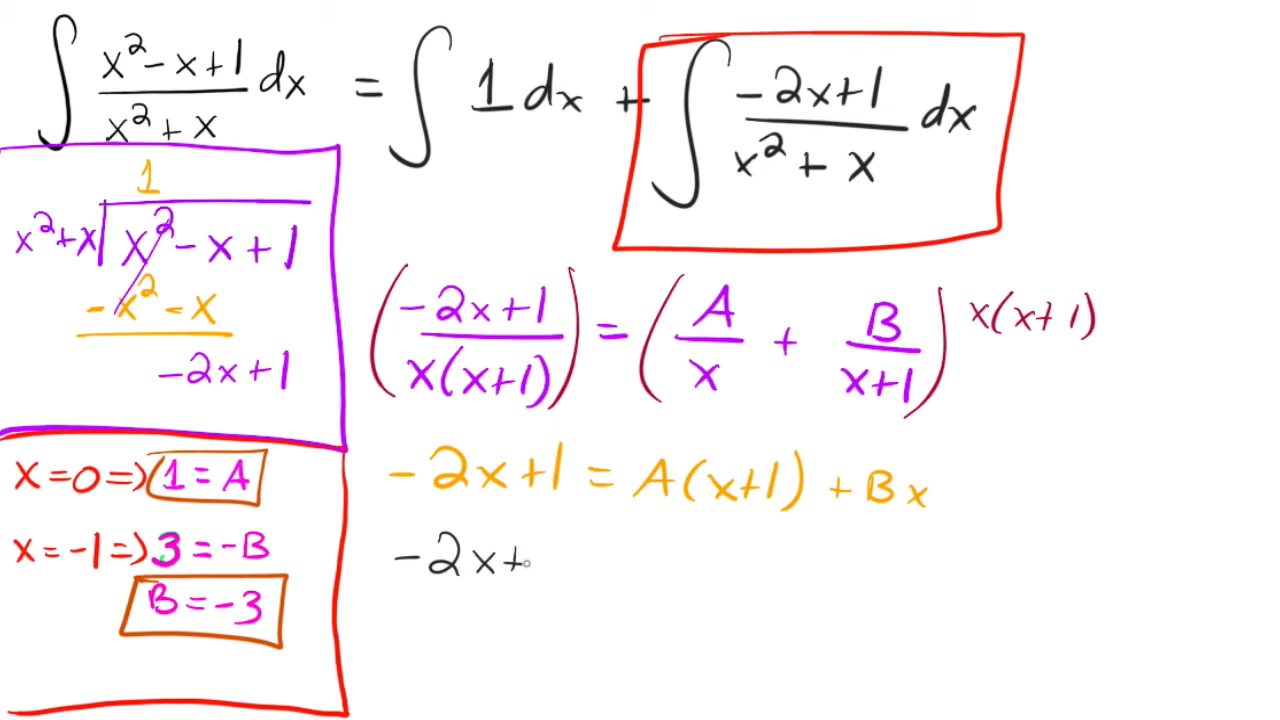 ∫ (x² - x + 1)/(x² + x) dx = ∫ 1 dx + ∫ (-2x+1)/(x² + x) dx
1
x²+x x² - x + 1
- x² - x
-2x+1
((-2x+1)/(x(x+1))) = (A/x + B/(x+1)) x(x+1)
x=0 => 1 = A
x = -1 => 3 = -B
B = -3
-2x+1 = A(x+1) + Bx
-2x+